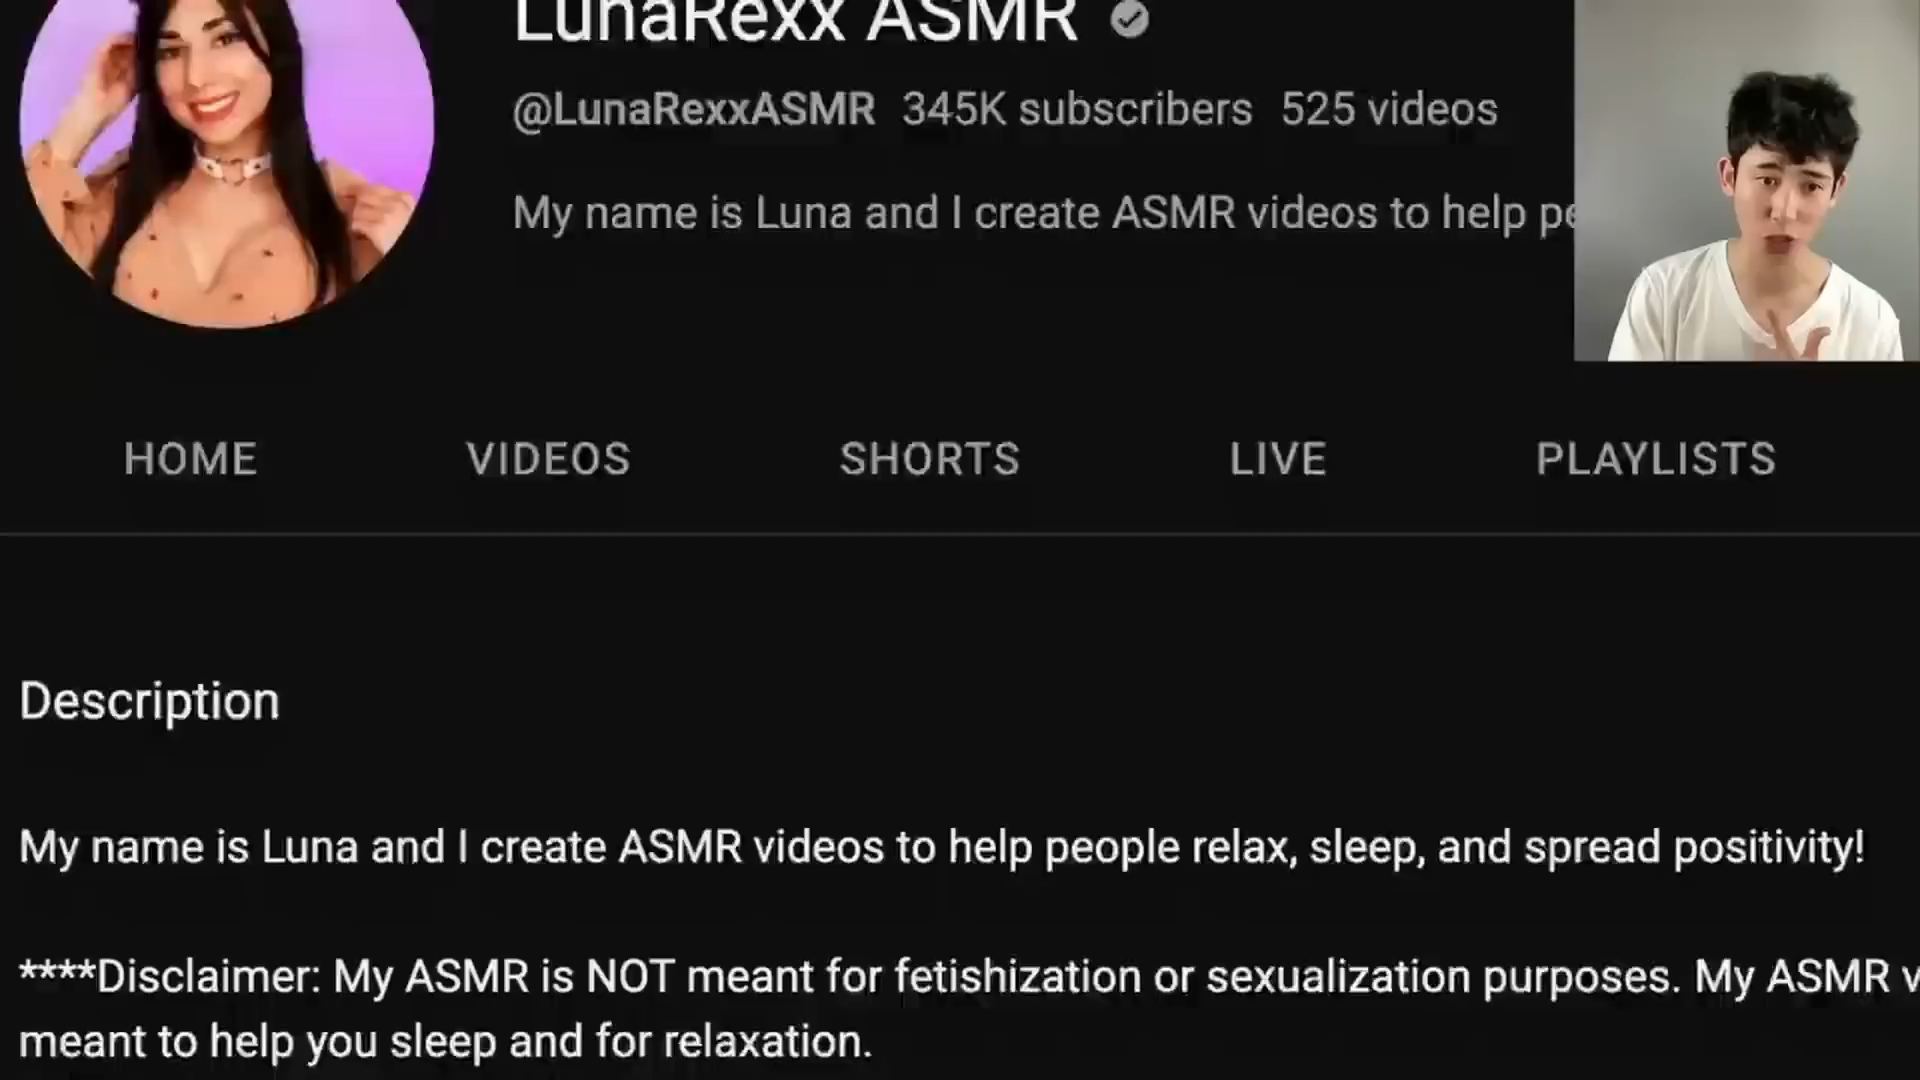 LunaRexx ASMR
@LunaRexxASMR 345K subscribers 525 videos
My name is Luna and I create ASMR videos to help
HOME VIDEOS SHORTS LIVE PLAYLISTS
Description
My name is Luna and I create ASMR videos to help people relax, sleep, and spread positivity!
****Disclaimer: My ASMR is NOT meant for fetishization or sexualization purposes. My ASMR
meant to help you sleep and for relaxation.